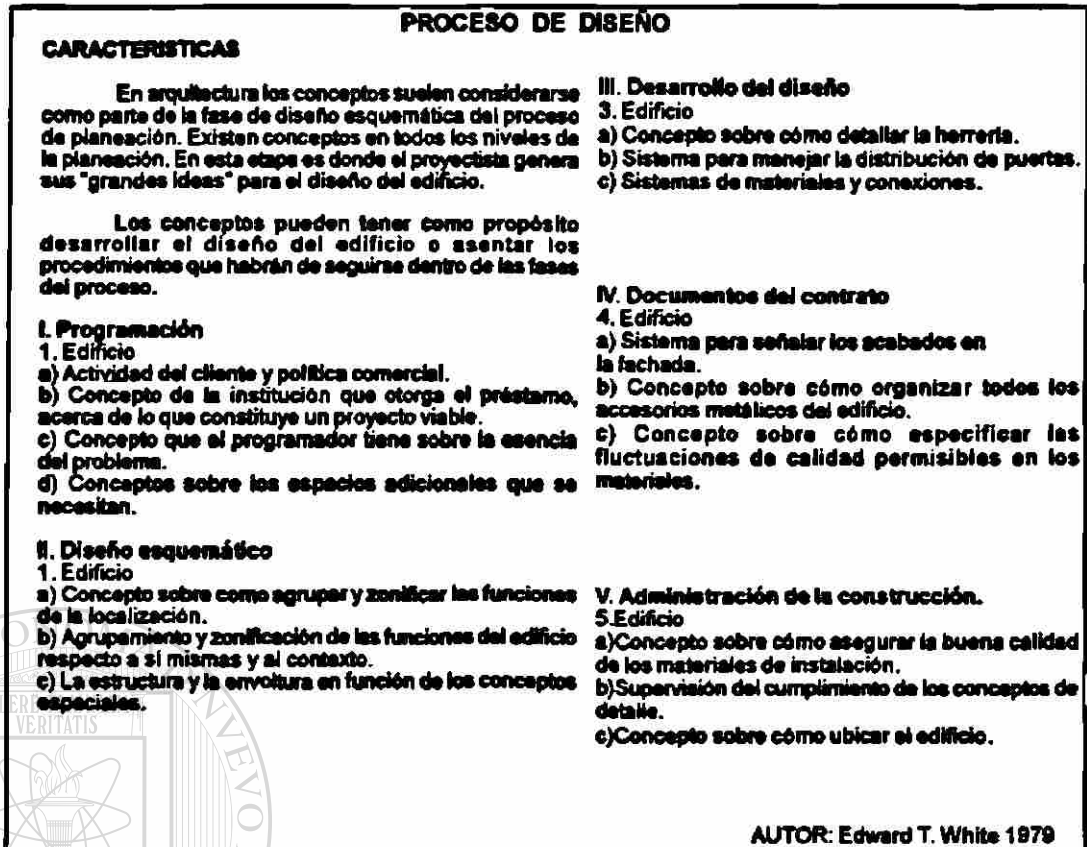 PROCESO DE DISEÑO
CARACTERISTICAS
En arquitectura los conceptos suelen considerarse
como parte de la fase de diseño esquemática del proceso
de planeación. Existen conceptos en todos los niveles de
la planeación. En esta etapa es donde el proyectista genera
sus "grandes ideas" para el diseño del edificio.
Los conceptos pueden tener como propósito
desarrollar el diseño del edificio o asentar los
procedimientos que habrán de seguirse dentro de las fases
del proceso.
I. Programación
1. Edificio
a) Actividad del cliente y política comercial.
b) Concepto de la institución que otorga el préstamo,
acerca de lo que constituye un proyecto viable.
c) Concepto que el programador tiene sobre la esencia
del problema.
d) Conceptos sobre los espacios adicionales que se
necesitan.
II. Diseño esquemático
1. Edificio
a) Concepto sobre como agrupar y zonificar las funciones
de la localización.
b) Agrupamiento y zonificación de las funciones del edificio
respecto a sí mismas y al contexto.
c) La estructura y la envoltura en función de los conceptos
especiales.
III. Desarrollo del diseño
3. Edificio
a) Concepto sobre cómo detallar la herrería.
b) Sistema para manejar la distribución de puertas.
c) Sistemas de materiales y conexiones.
IV. Documentos del contrato
4. Edificio
a) Sistema para señalar los acabados en
la fachada.
b) Concepto sobre cómo organizar todos los
accesorios metálicos del edificio.
c) Concepto sobre cómo especificar las
fluctuaciones de calidad permisibles en los
materiales.
V. Administración de la construcción.
5.Edificio
a)Concepto sobre cómo asegurar la buena calidad
de los materiales de instalación.
b)Supervisión del cumplimiento de los conceptos de
detalle.
c)Concepto sobre cómo ubicar el edificio.
AUTOR: Edward T. White 1979
VERITATIS